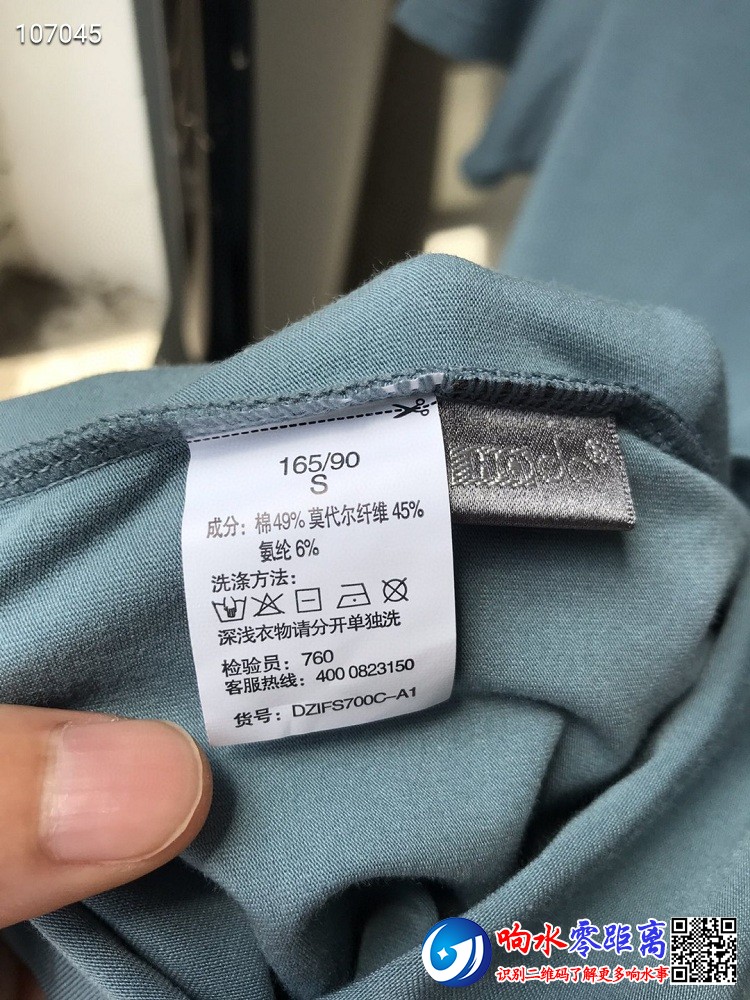 107045
165/90
S
成分：棉49% 莫代尔纤维 45%
氨纶 6%
洗涤方法：
深浅衣物请分开单独洗
检验员：760
客服热线：400 0823150
货号：DZIFS700C-A1
响水零距离
识别二维码了解更多响水事